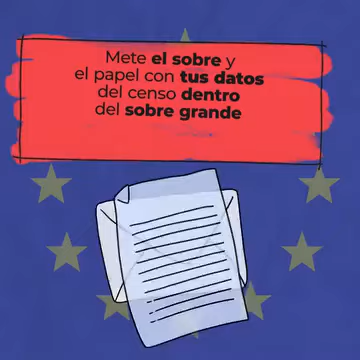 Mete el sobre y
el papel con tus datos
del censo dentro
del sobre grande